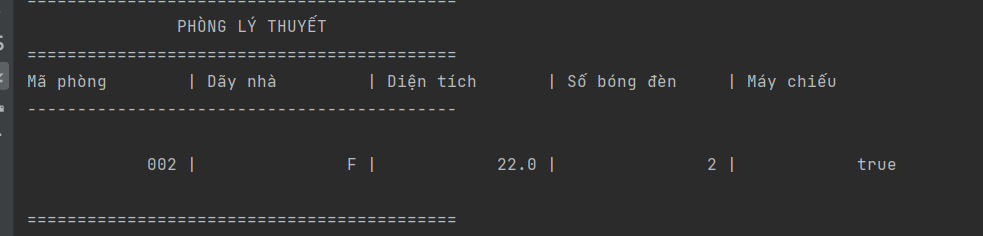 ===========================================
PHÒNG LÝ THUYẾT
===========================================
Mã phòng | Dãy nhà | Diện tích | Số bóng đèn | Máy chiếu
-------------------------------------------
002 | F | 22.0 | 2 | true
===========================================